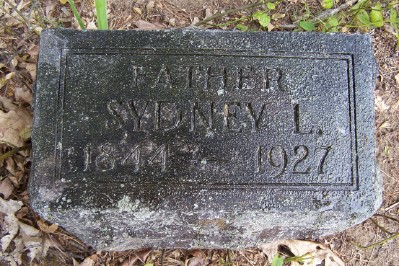 FATHER
SYDNEY L.
1844 1927